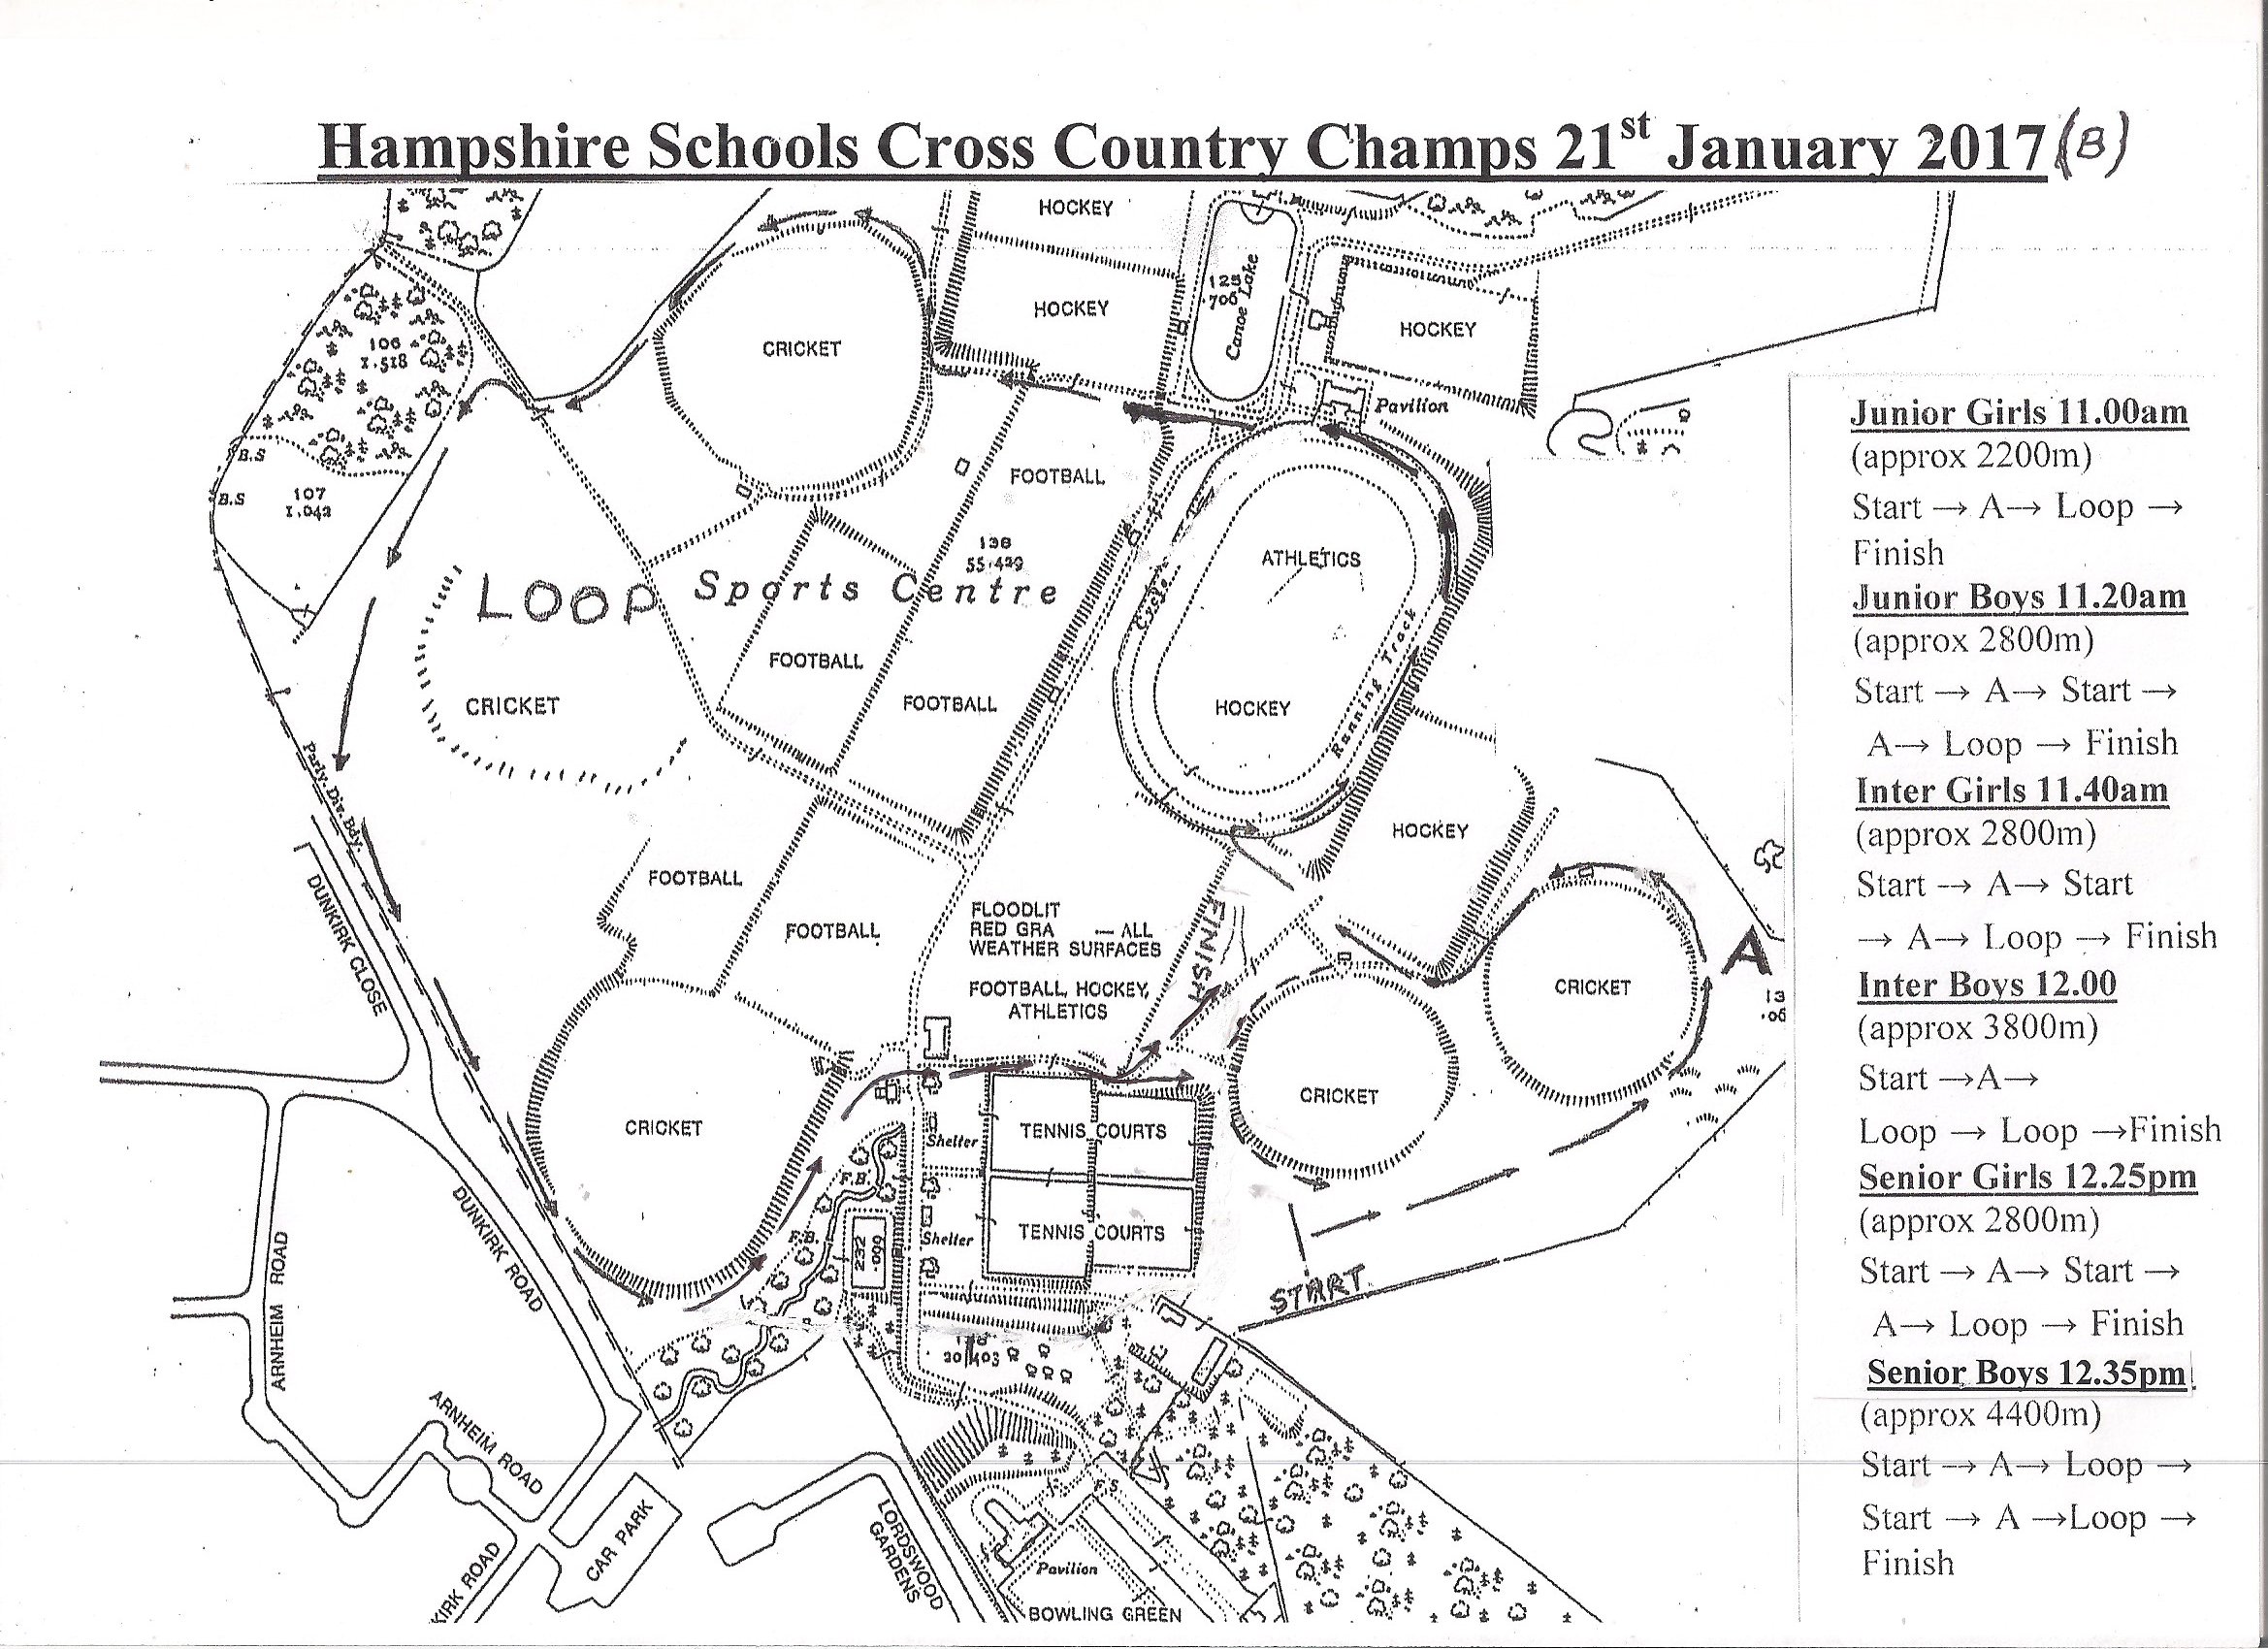 Hampshire Schools Cross Country Champs 21st January 2017 (B)
HOCKEY
HOCKEY
125
.706
Canoe Lake
HOCKEY
Pavilion
CRICKET
106
1.518
B.S
B.S
107
1.042
FOOTBALL
138
55.429
ATHLETICS
LOOP
Sports Centre
Cycle
FOOTBALL
FOOTBALL
CRICKET
HOCKEY
Running Track
Parly. Div. Bdy.
HOCKEY
FOOTBALL
FOOTBALL
DUNKIRK CLOSE
FLOODLIT
RED GRA — ALL
WEATHER SURFACES
FOOTBALL, HOCKEY,
ATHLETICS
FINISH
A
CRICKET
13
.06
CRICKET
CRICKET
TENNIS COURTS
Shelter
F.B.
TENNIS COURTS
Shelter
F.B.
232
.099
START
DUNKIRK ROAD
ARNHEIM ROAD
20.403
ARNHEIM ROAD
CAR PARK
KIRK ROAD
LORDSWOOD
GARDENS
Pavilion
BOWLING GREEN
Junior Girls 11.00am
(approx 2200m)
Start → A→ Loop →
Finish
Junior Boys 11.20am
(approx 2800m)
Start → A→ Start →
A→ Loop → Finish
Inter Girls 11.40am
(approx 2800m)
Start → A→ Start
→ A→ Loop → Finish
Inter Boys 12.00
(approx 3800m)
Start →A→
Loop → Loop →Finish
Senior Girls 12.25pm
(approx 2800m)
Start → A→ Start →
A→ Loop → Finish
Senior Boys 12.35pm
(approx 4400m)
Start → A→ Loop →
Start → A →Loop →
Finish